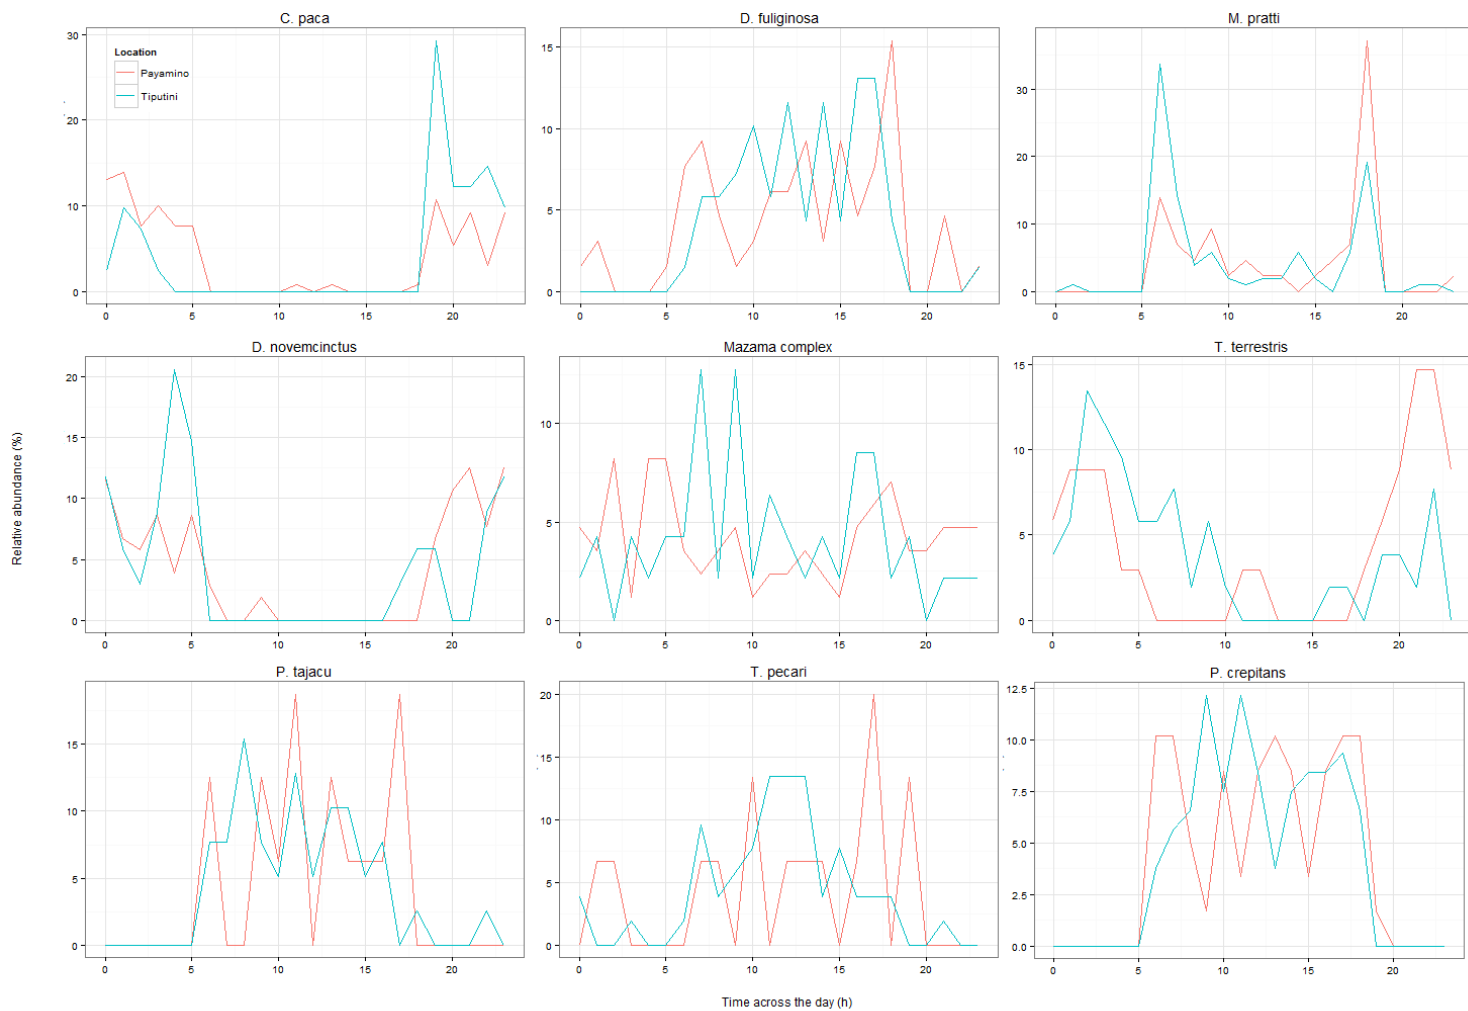 C. paca
D. fuliginosa
M. pratti
Location
Payamino
Tiputini
30
20
10
0
0 5 10 15 20
15
10
5
0
0 5 10 15 20
30
20
10
0
0 5 10 15 20
D. novemcinctus
Mazama complex
T. terrestris
20
15
10
5
0
0 5 10 15 20
10
5
0
0 5 10 15 20
15
10
5
0
0 5 10 15 20
Relative abundance (%)
P. tajacu
T. pecari
P. crepitans
15
10
5
0
0 5 10 15 20
20
15
10
5
0
0 5 10 15 20
12.5
10.0
7.5
5.0
2.5
0.0
0 5 10 15 20
Time across the day (h)